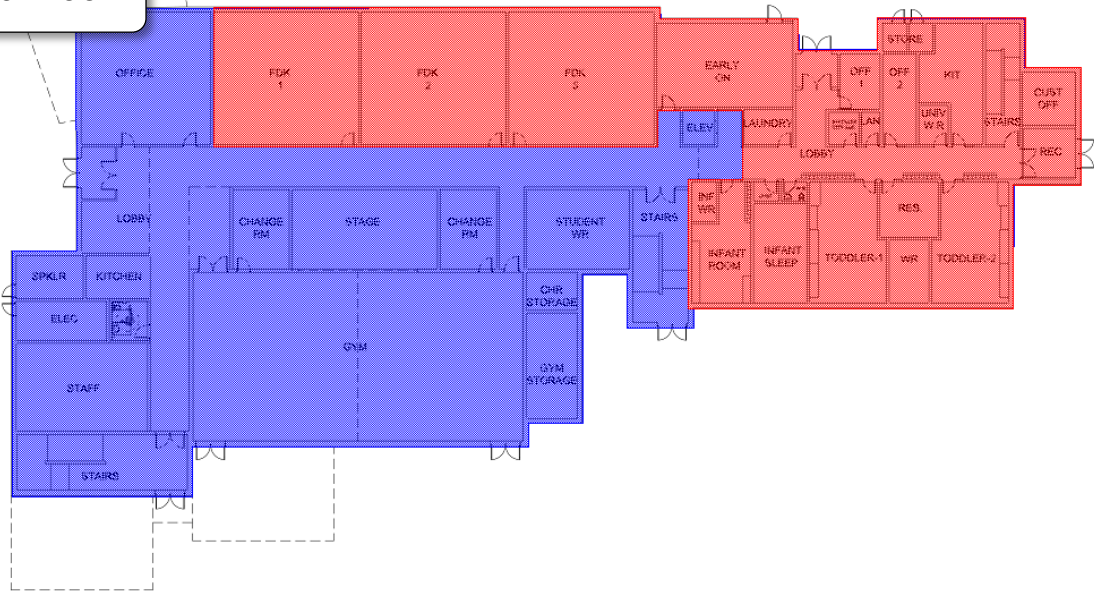 STORE
OFFICE
FDK
1
FDK
2
FDK
3
EARLY
ON
OFF
1
OFF
2
KIT
CUST
OFF
LAUNDRY
ELEV
LAN
UNIV
WR
STAIRS
LOBBY
REC
LOBBY
CHANGE
RM
STAGE
CHANGE
RM
STUDENT
WR
STAIRS
INF
WR
RES.
INFANT
ROOM
INFANT
SLEEP
TODDLER-1
WR
TODDLER-2
SPKLR
KITCHEN
CHR
STORAGE
ELEC
GYM
GYM
STORAGE
STAFF
STAIRS